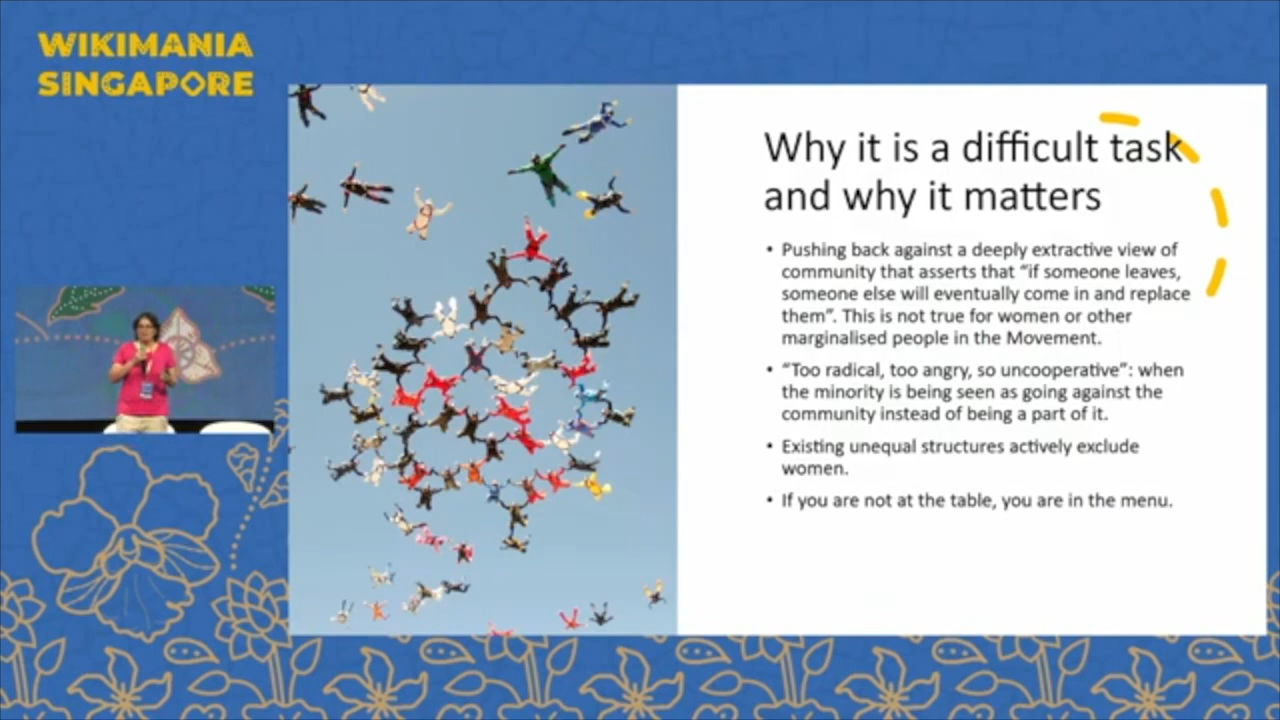 WIKIMANIA
SINGAPORE
Why it is a difficult task
and why it matters
• Pushing back against a deeply extractive view of
community that asserts that “if someone leaves,
someone else will eventually come in and replace
them”. This is not true for women or other
marginalised people in the Movement.
• “Too radical, too angry, so uncooperative”: when
the minority is being seen as going against the
community instead of being a part of it.
• Existing unequal structures actively exclude
women.
• If you are not at the table, you are in the menu.